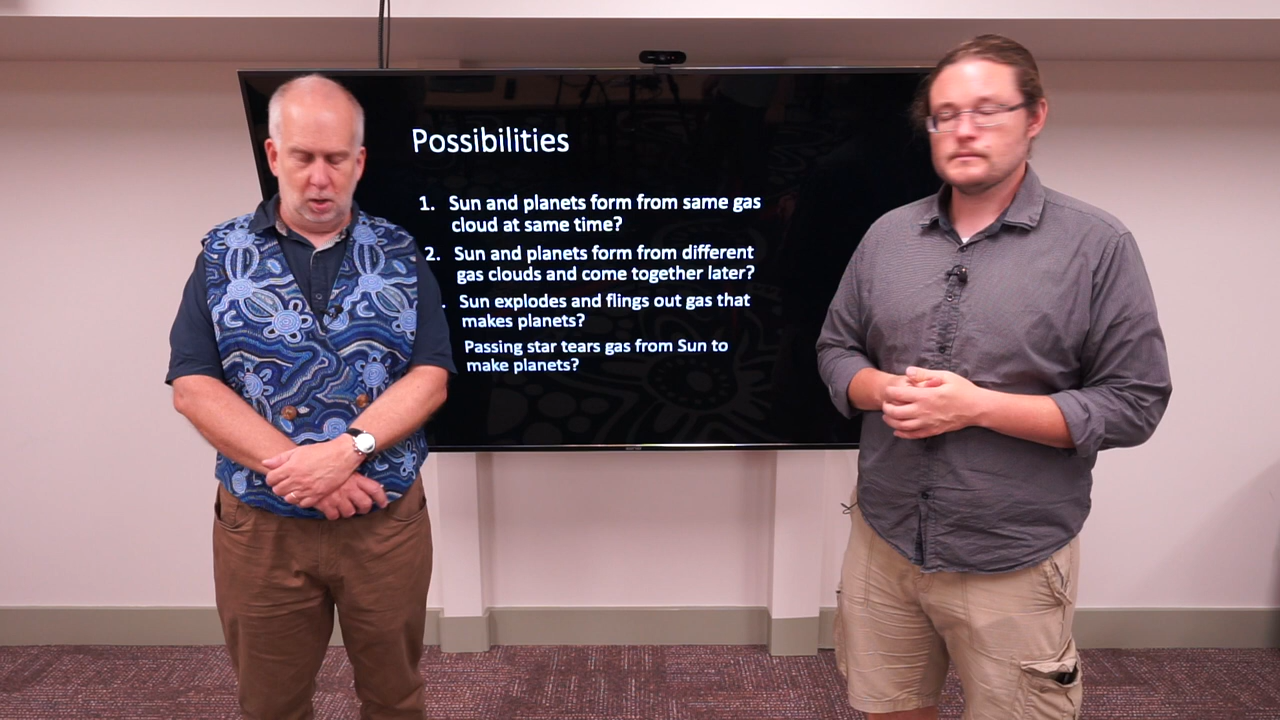 Possibilities
1. Sun and planets form from same gas
cloud at same time?
2. Sun and planets form from different
gas clouds and come together later?
. Sun explodes and flings out gas that
makes planets?
Passing star tears gas from Sun to
make planets?